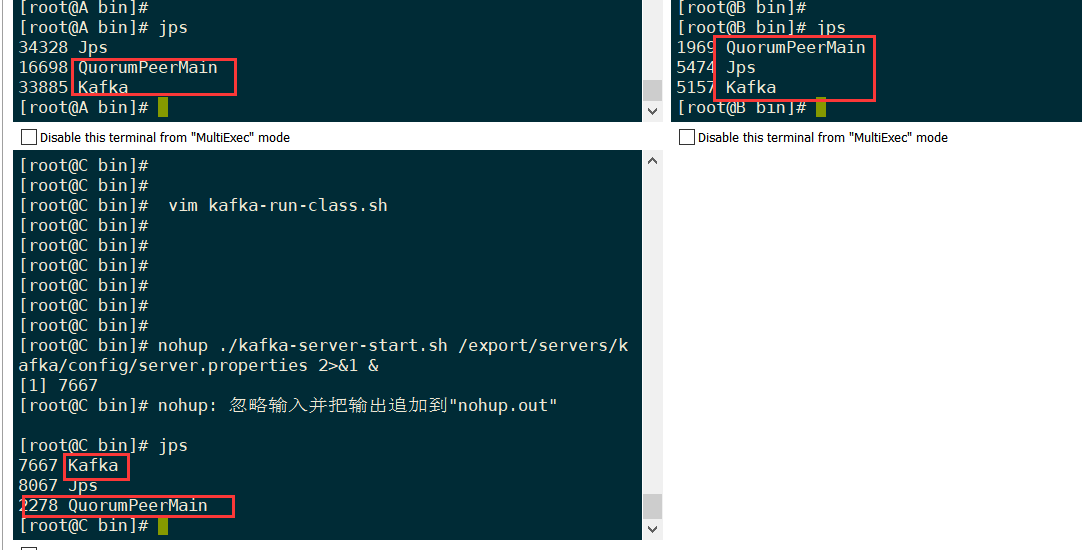 [root@A bin]#
[root@A bin]# jps
34328 Jps
16698 QuorumPeerMain
33885 Kafka
[root@A bin]#
Disable this terminal from "MultiExec" mode
[root@B bin]#
[root@B bin]# jps
1969 QuorumPeerMain
5474 Jps
5157 Kafka
[root@B bin]#
Disable this terminal from "MultiExec" mode
[root@C bin]#
[root@C bin]#
[root@C bin]#  vim kafka-run-class.sh
[root@C bin]#
[root@C bin]#
[root@C bin]#
[root@C bin]#
[root@C bin]#
[root@C bin]#
[root@C bin]# nohup ./kafka-server-start.sh /export/servers/k
afka/config/server.properties 2>&1 &
[1] 7667
[root@C bin]# nohup: 忽略输入并把输出追加到"nohup.out"
[root@C bin]# jps
7667 Kafka
8067 Jps
2278 QuorumPeerMain
[root@C bin]#